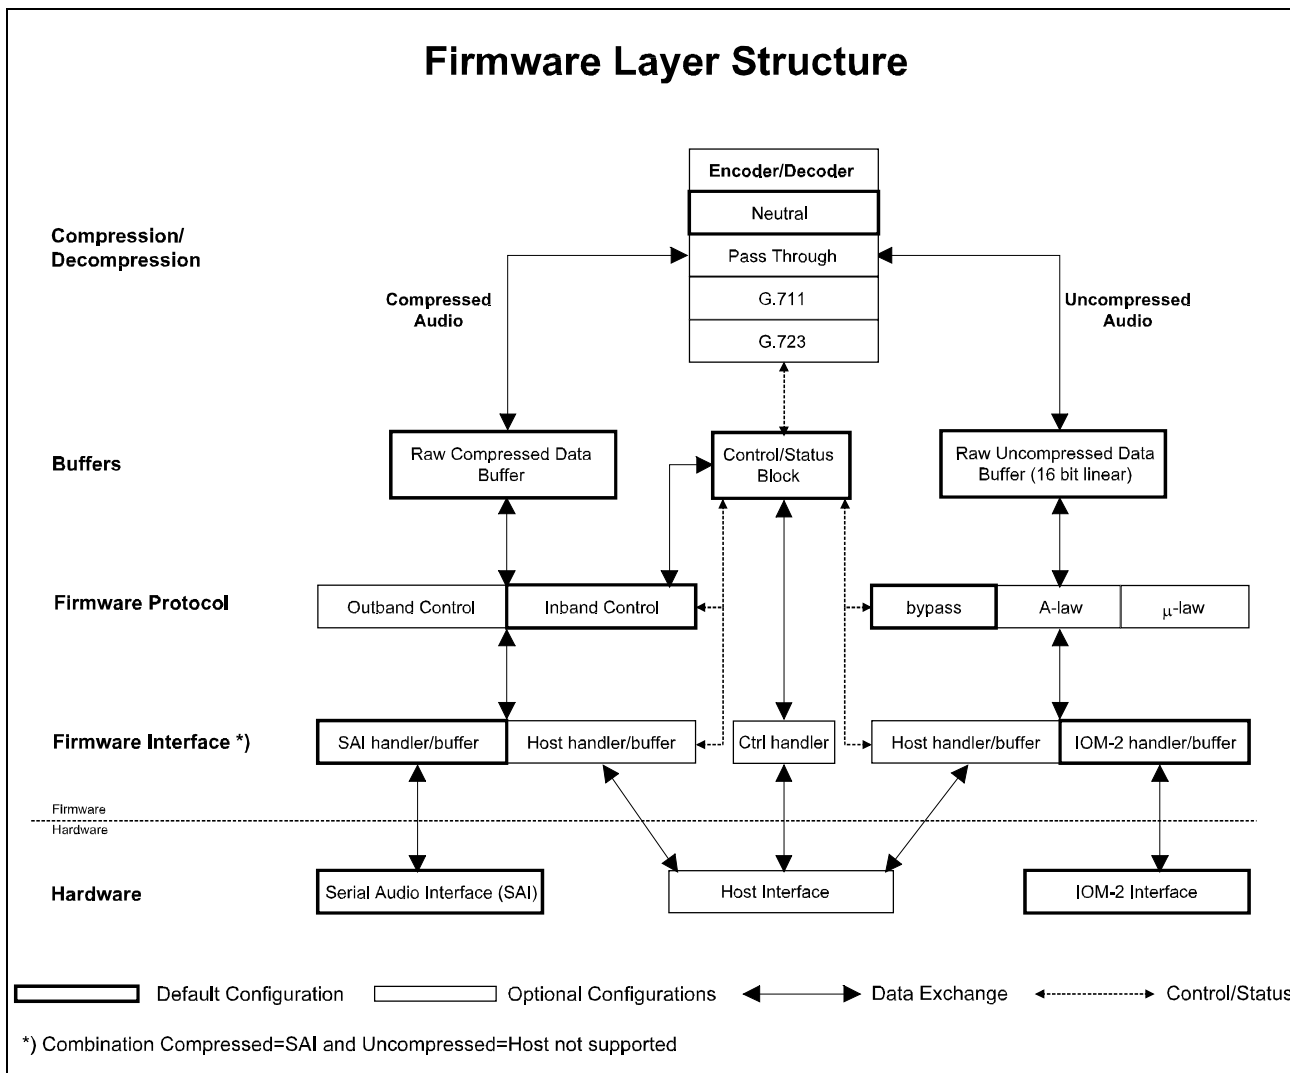 Firmware Layer Structure
Encoder/Decoder
Neutral
Compression/
Decompression
Pass Through
Compressed
Audio
G.711
Uncompressed
Audio
G.723
Buffers
Raw Compressed Data
Buffer
Control/Status
Block
Raw Uncompressed Data
Buffer (16 bit linear)
Firmware Protocol
Outband Control
Inband Control
bypass
A-law
μ-law
Firmware Interface *)
SAI handler/buffer
Host handler/buffer
Ctrl handler
Host handler/buffer
IOM-2 handler/buffer
Firmware
Hardware
Hardware
Serial Audio Interface (SAI)
Host Interface
IOM-2 Interface
Default Configuration
Optional Configurations
Data Exchange
Control/Status
*) Combination Compressed=SAI and Uncompressed=Host not supported